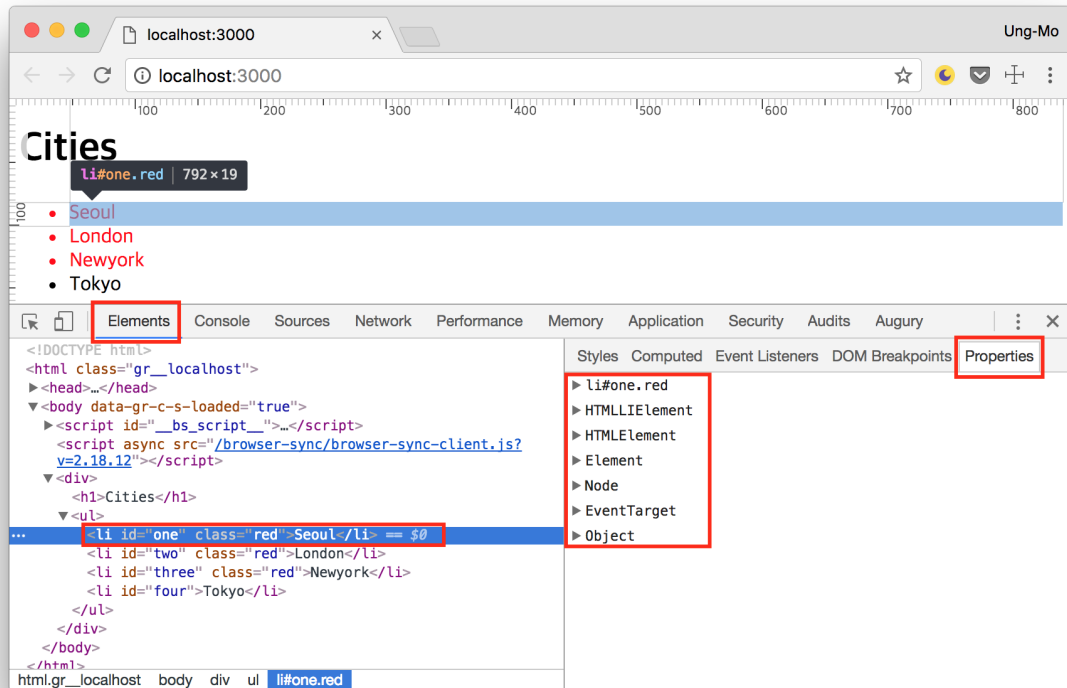 localhost:3000
Ung-Mo
localhost:3000
100 200 300 400 500 600 700 800
Cities
li#one.red 792 × 19
100
Seoul
London
Newyork
Tokyo
Elements Console Sources Network Performance Memory Application Security Audits Augury
Styles Computed Event Listeners DOM Breakpoints Properties
<!DOCTYPE html>
<html class="gr__localhost">
<head>…</head>
<body data-gr-c-s-loaded="true">
<script id="__bs_script__">…</script>
<script async src="/browser-sync/browser-sync-client.js?
v=2.18.12"></script>
<div>
<h1>Cities</h1>
<ul>
<li id="one" class="red">Seoul</li> == $0
<li id="two" class="red">London</li>
<li id="three" class="red">Newyork</li>
<li id="four">Tokyo</li>
</ul>
</div>
</body>
</html>
li#one.red
HTMLLIElement
HTMLElement
Element
Node
EventTarget
Object
html.gr__localhost body div ul li#one.red